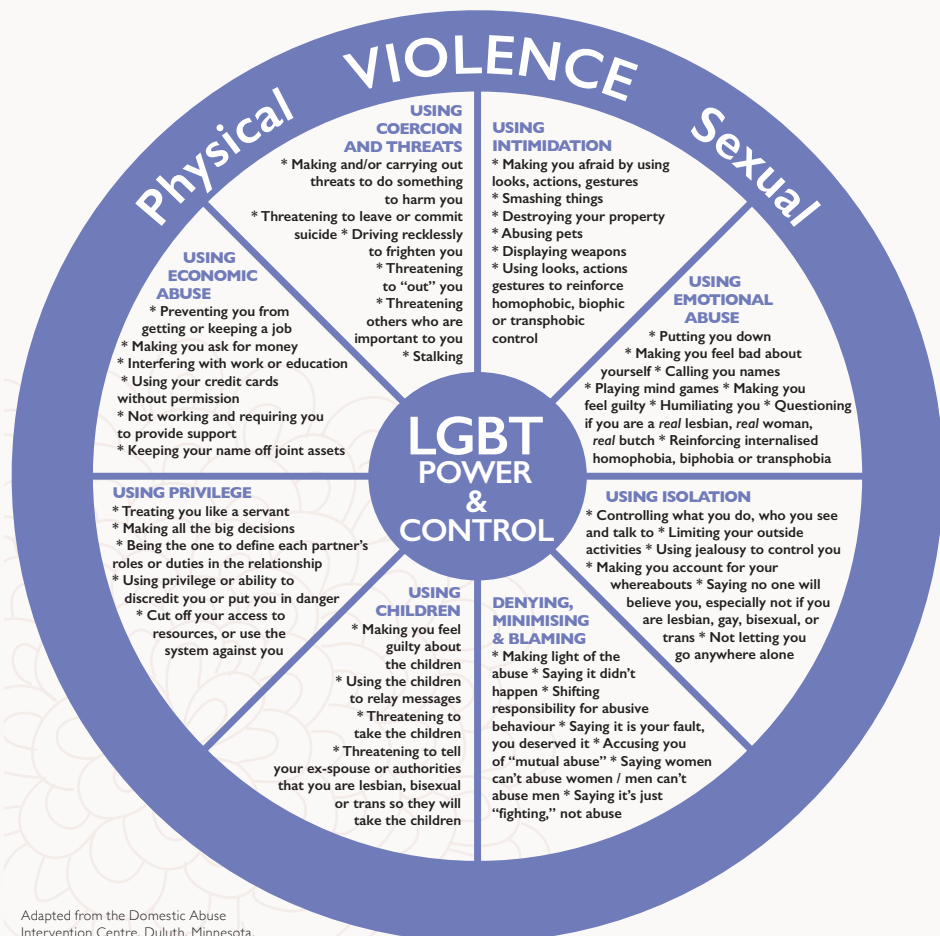 Physical VIOLENCE Sexual
USING
COERCION
AND THREATS
* Making and/or carrying out
threats to do something
to harm you
* Threatening to leave or commit
suicide * Driving recklessly
to frighten you
* Threatening
to “out” you
* Threatening
others who are
important to you
* Stalking
USING
INTIMIDATION
* Making you afraid by using
looks, actions, gestures
* Smashing things
* Destroying your property
* Abusing pets
* Displaying weapons
* Using looks, actions
gestures to reinforce
homophobic, biophic
or transphobic
control
USING
ECONOMIC
ABUSE
* Preventing you from
getting or keeping a job
* Making you ask for money
* Interfering with work or education
* Using your credit cards
without permission
* Not working and requiring you
to provide support
* Keeping your name off joint assets
USING
EMOTIONAL
ABUSE
* Putting you down
* Making you feel bad about
yourself * Calling you names
* Playing mind games * Making you
feel guilty * Humiliating you * Questioning
if you are a real lesbian, real woman,
real butch * Reinforcing internalised
homophobia, biphobia or transphobia
LGBT
POWER
&
CONTROL
USING PRIVILEGE
* Treating you like a servant
* Making all the big decisions
* Being the one to define each partner’s
roles or duties in the relationship
* Using privilege or ability to
discredit you or put you in danger
* Cut off your access to
resources, or use the
system against you
USING ISOLATION
* Controlling what you do, who you see
and talk to * Limiting your outside
activities * Using jealousy to control you
* Making you account for your
whereabouts * Saying no one will
believe you, especially not if you
are lesbian, gay, bisexual, or
trans * Not letting you
go anywhere alone
USING
CHILDREN
* Making you feel
guilty about
the children
* Using the children
to relay messages
* Threatening to
take the children
* Threatening to tell
your ex-spouse or authorities
that you are lesbian, bisexual
or trans so they will
take the children
DENYING,
MINIMISING
& BLAMING
* Making light of the
abuse * Saying it didn’t
happen * Shifting
responsibility for abusive
behaviour * Saying it is your fault,
you deserved it * Accusing you
of “mutual abuse” * Saying women
can’t abuse women / men can’t
abuse men * Saying it’s just
“fighting,” not abuse
Adapted from the Domestic Abuse
Intervention Centre, Duluth, Minnesota.